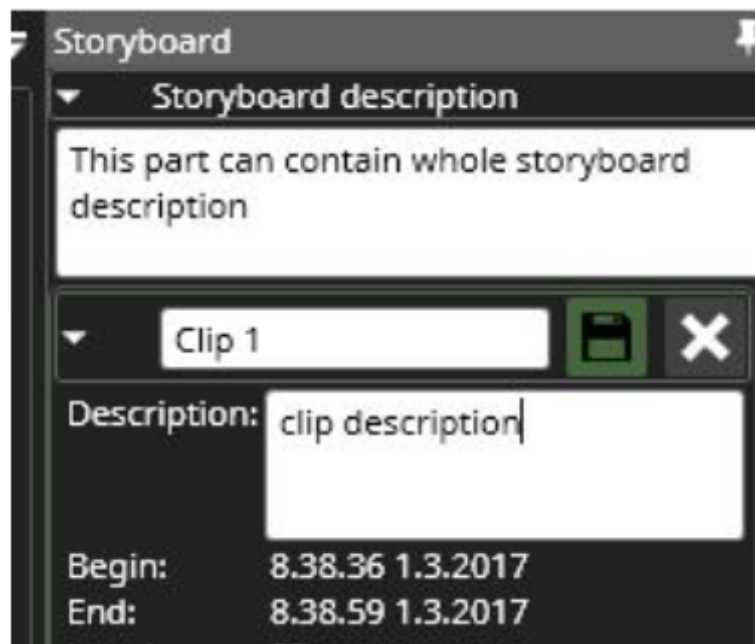 Storyboard
Storyboard description
This part can contain whole storyboard
description
Clip 1
Description: clip description
Begin: 8.38.36 1.3.2017
End: 8.38.59 1.3.2017